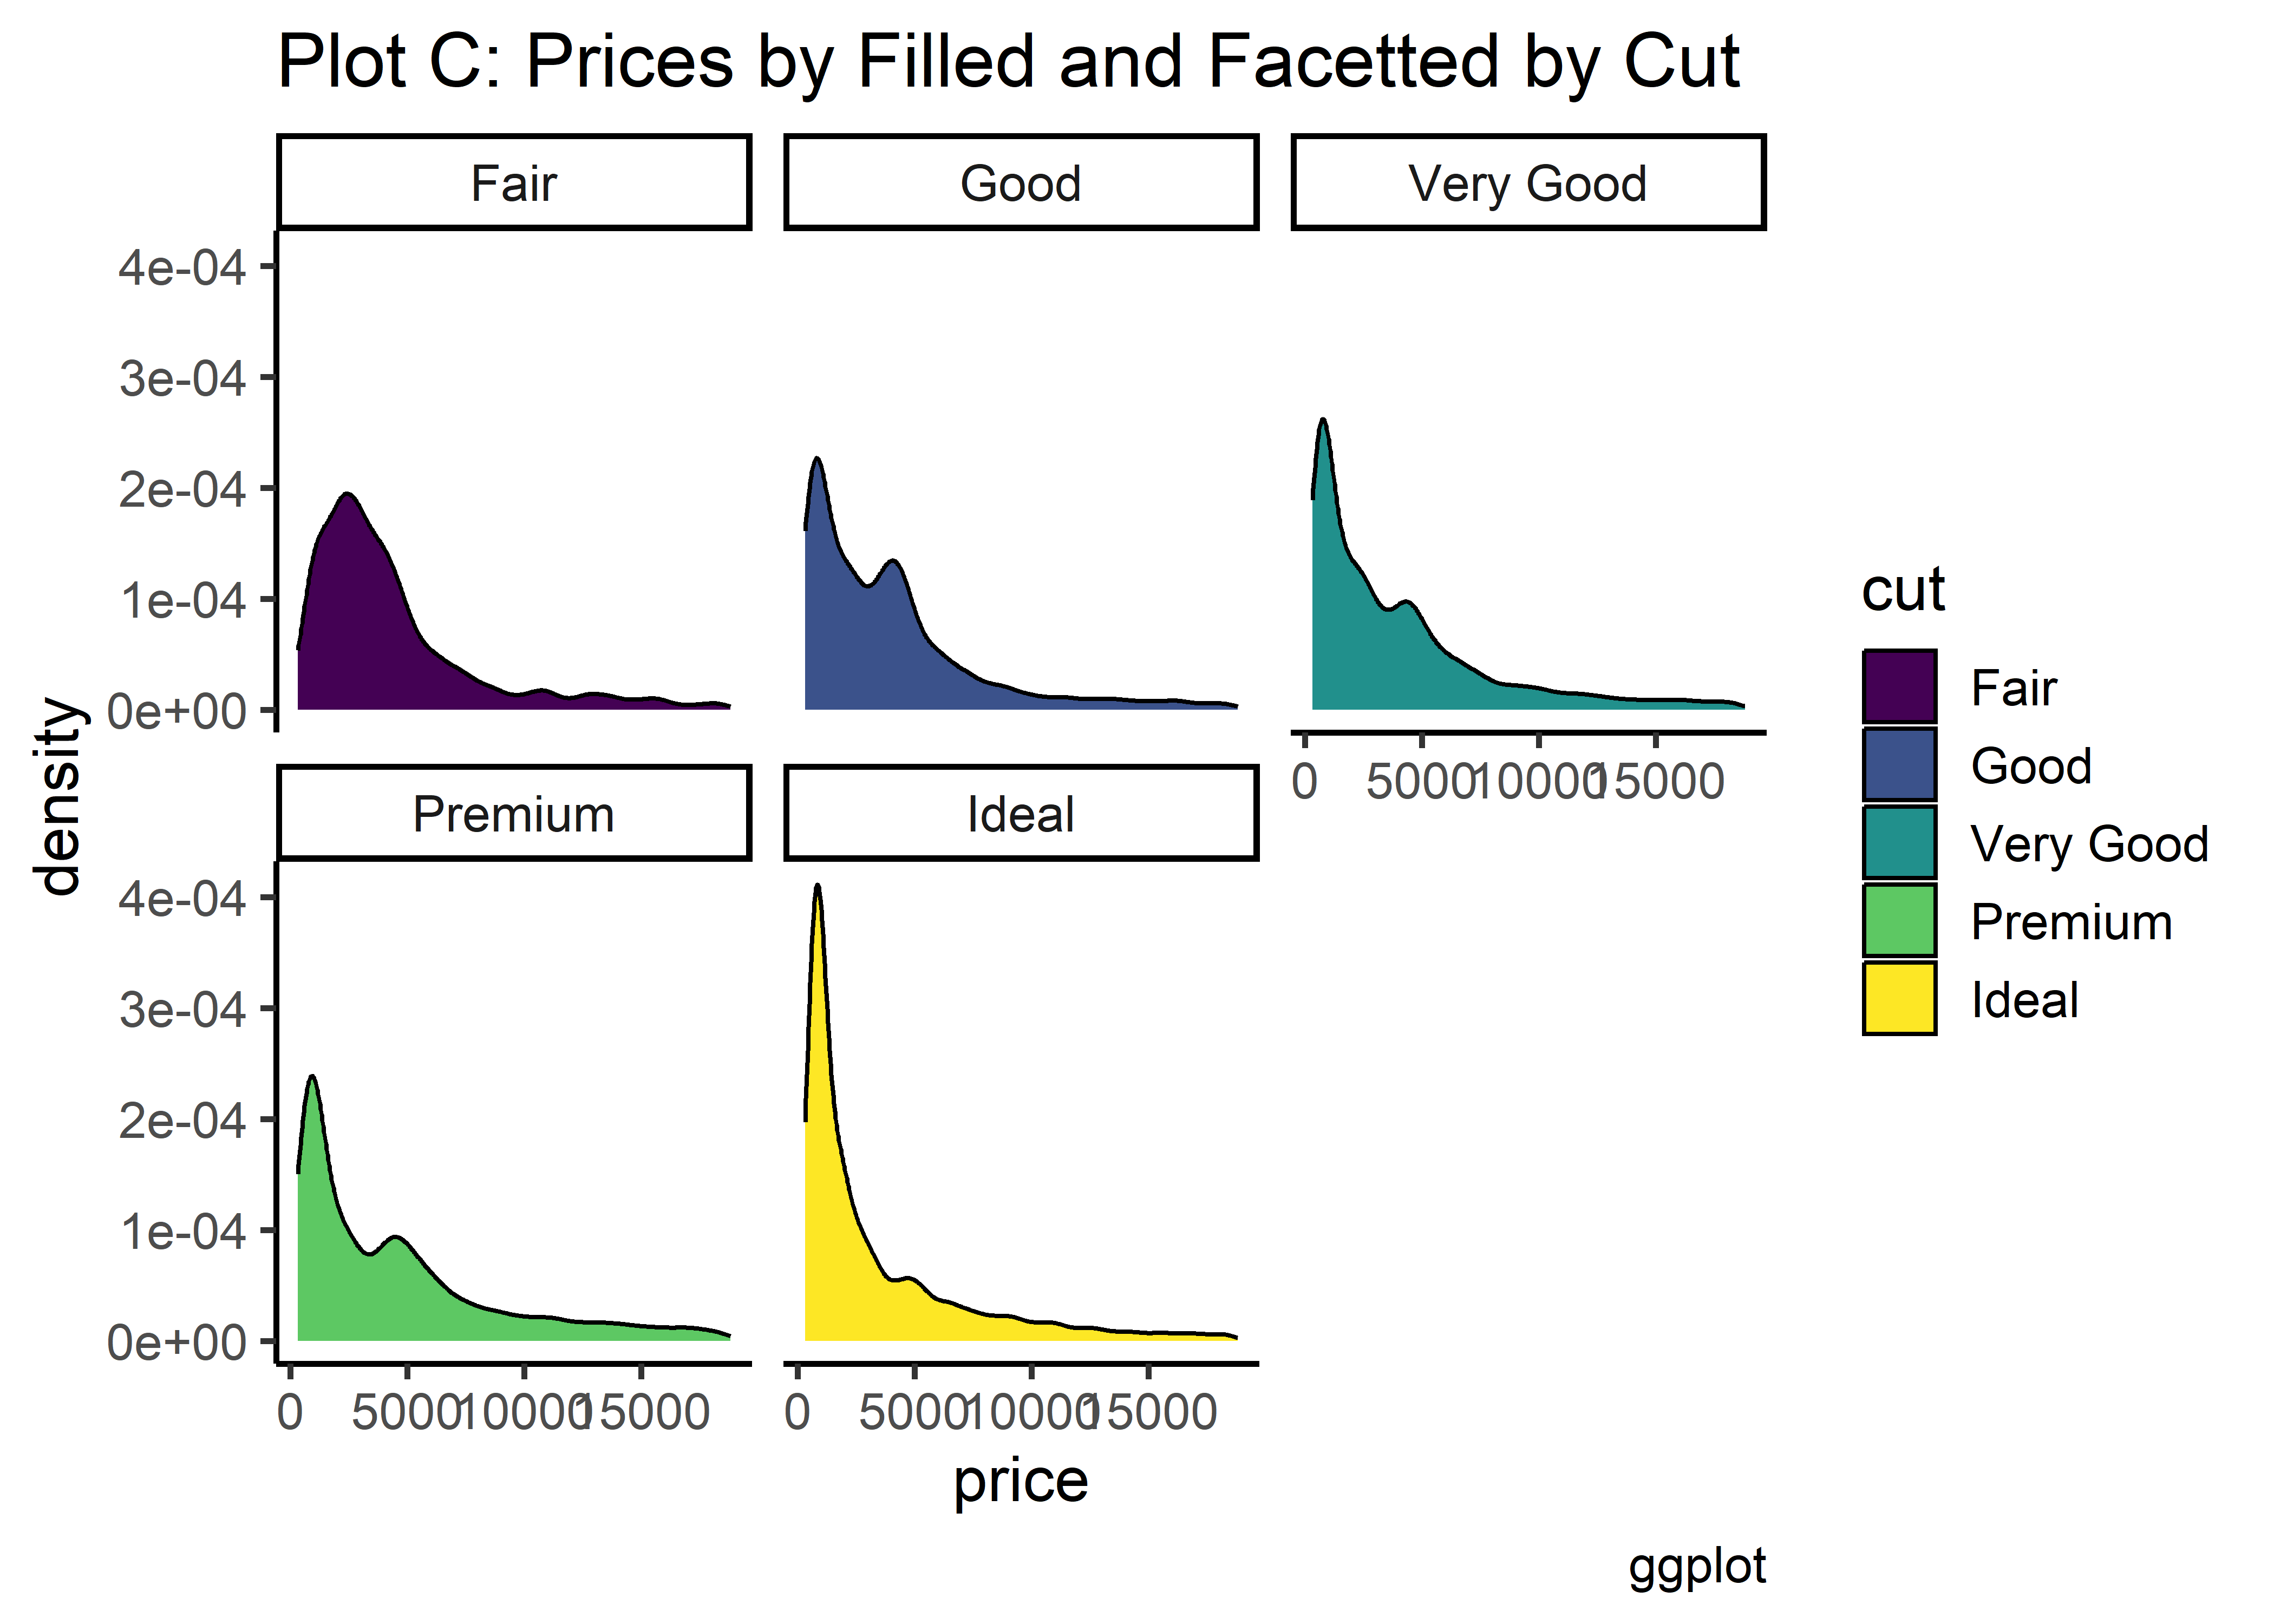 Plot C: Prices by Filled and Facetted by Cut
Fair
Good
Very Good
4e-04
3e-04
2e-04
1e-04
0e+00
0
5000
10000
15000
Premium
Ideal
4e-04
3e-04
2e-04
1e-04
0e+00
0
5000
10000
15000
0
5000
10000
15000
density
price
cut
Fair
Good
Very Good
Premium
Ideal
ggplot